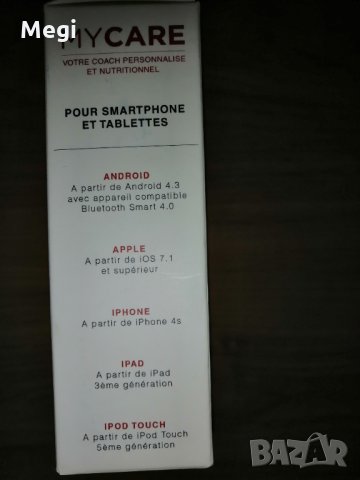 Megi
MYCARE
VOTRE COACH PERSONNALISE
ET NUTRITIONNEL
POUR SMARTPHONE
ET TABLETTES
ANDROID
A partir de Android 4.3
avec appareil compatible
Bluetooth Smart 4.0
APPLE
A partir de iOS 7.1
et supérieur
IPHONE
A partir de iPhone 4s
IPAD
A partir de iPad
3ème génération
IPOD TOUCH
A partir de iPod Touch
5ème génération
BAZAR